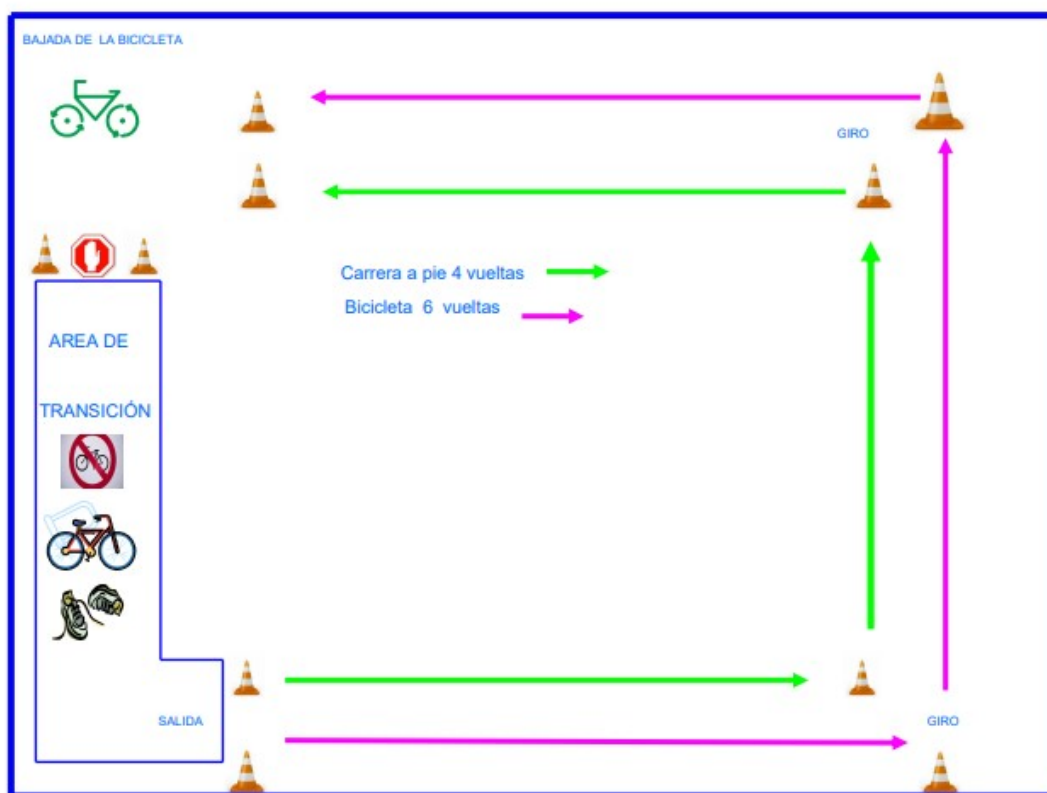 BAJADA DE LA BICICLETA
GIRO
Carrera a pie 4 vueltas
Bicicleta 6 vueltas
AREA DE
TRANSICIÓN
SALIDA
GIRO